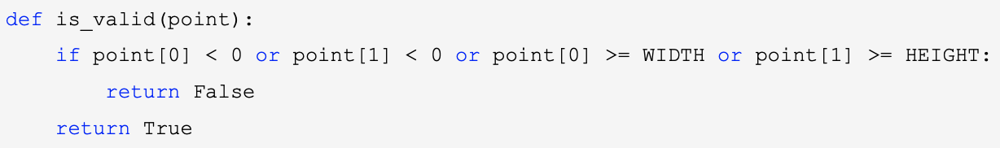 def is_valid(point):
    if point[0] < 0 or point[1] < 0 or point[0] >= WIDTH or point[1] >= HEIGHT:
        return False
    return True